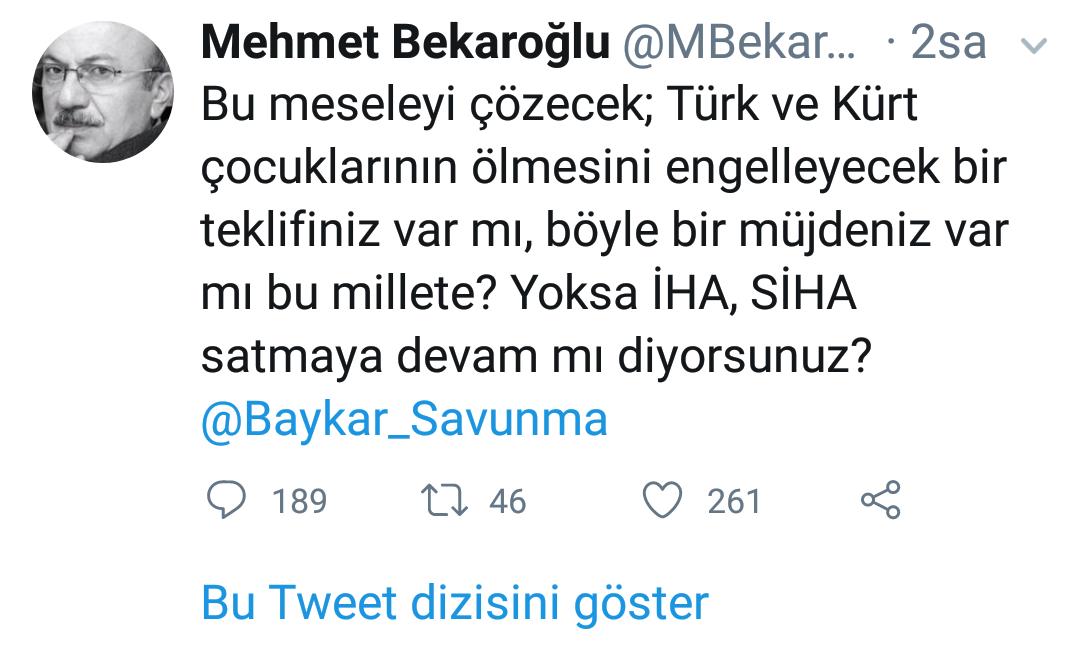 Mehmet Bekaroğlu @MBekar... · 2sa
Bu meseleyi çözecek; Türk ve Kürt
çocuklarının ölmesini engelleyecek bir
teklifiniz var mı, böyle bir müjdeniz var
mı bu millete? Yoksa İHA, SİHA
satmaya devam mı diyorsunuz?
@Baykar_Savunma
189 46 261
Bu Tweet dizisini göster